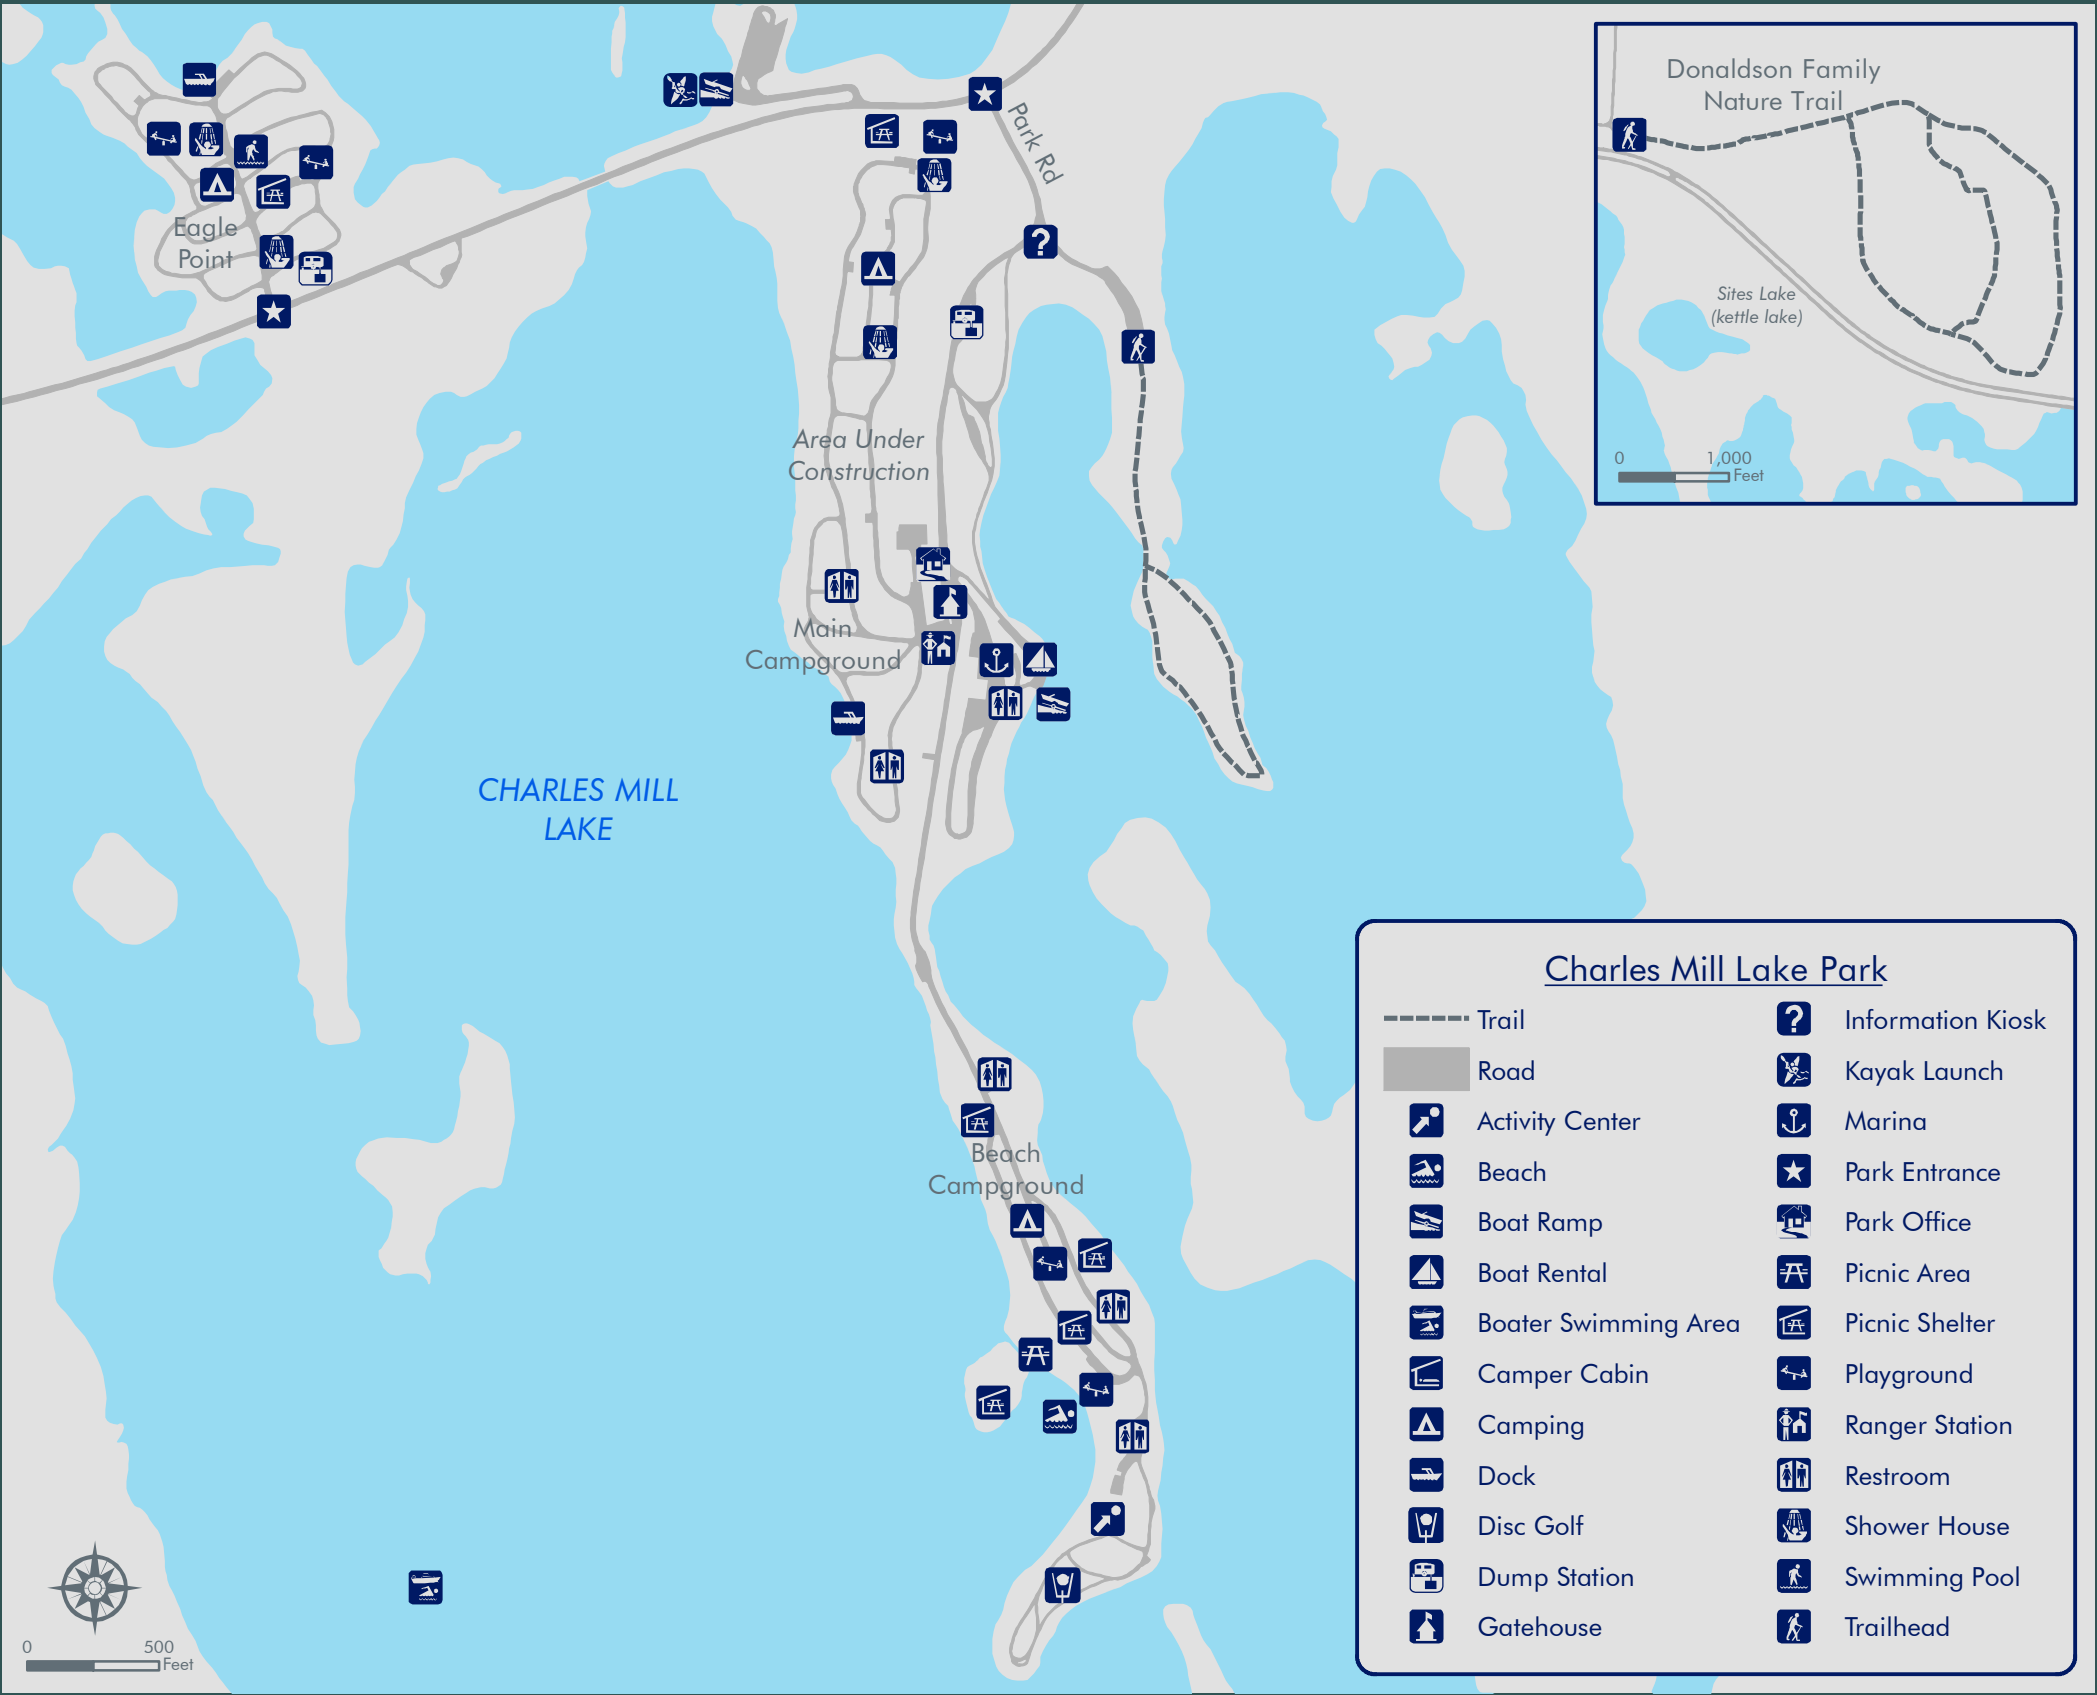 Donaldson Family
Nature Trail
Sites Lake
(kettle lake)
0 1,000
Feet
Park Rd
Eagle
Point
Area Under
Construction
Main
Campground
CHARLES MILL
LAKE
Beach
Campground
0 500
Feet
Charles Mill Lake Park
Trail
Road
Activity Center
Beach
Boat Ramp
Boat Rental
Boater Swimming Area
Camper Cabin
Camping
Dock
Disc Golf
Dump Station
Gatehouse
? Information Kiosk
Kayak Launch
Marina
Park Entrance
Park Office
Picnic Area
Picnic Shelter
Playground
Ranger Station
Restroom
Shower House
Swimming Pool
Trailhead